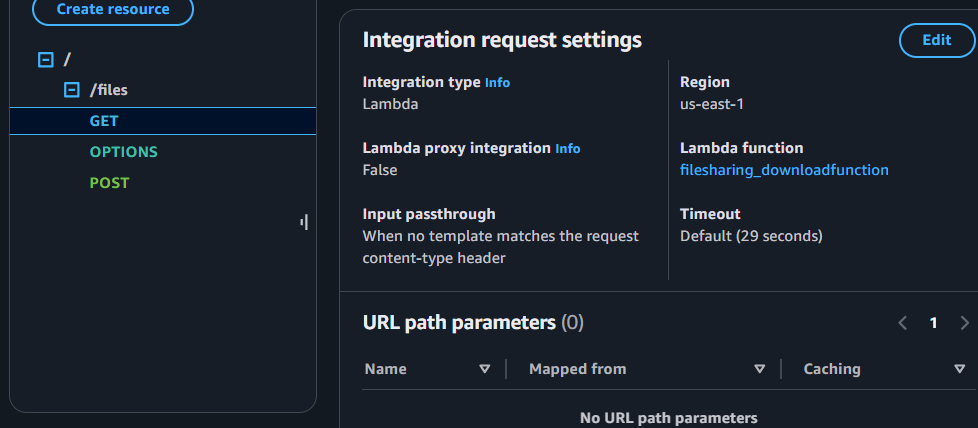 Create resource
/
/files
GET
OPTIONS
POST
Integration request settings
Edit
Integration type Info
Lambda
Region
us-east-1
Lambda proxy integration Info
False
Lambda function
filesharing_downloadfunction
Input passthrough
When no template matches the request
content-type header
Timeout
Default (29 seconds)
URL path parameters (0)
1
Name
Mapped from
Caching
No URL path parameters